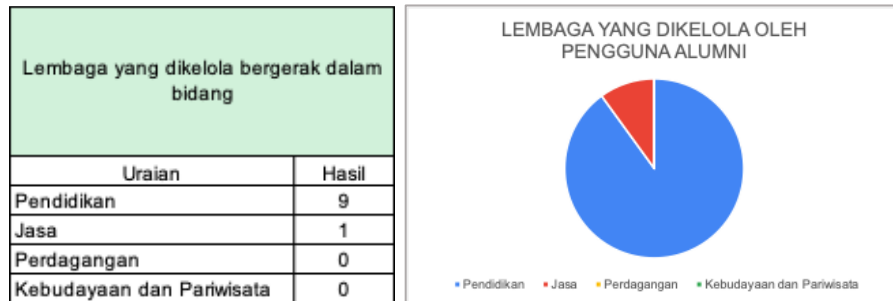 Lembaga yang dikelola bergerak dalam
bidang
Uraian Hasil
Pendidikan 9
Jasa 1
Perdagangan 0
Kebudayaan dan Pariwisata 0
LEMBAGA YANG DIKELOLA OLEH
PENGGUNA ALUMNI
Pendidikan Jasa Perdagangan Kebudayaan dan Pariwisata